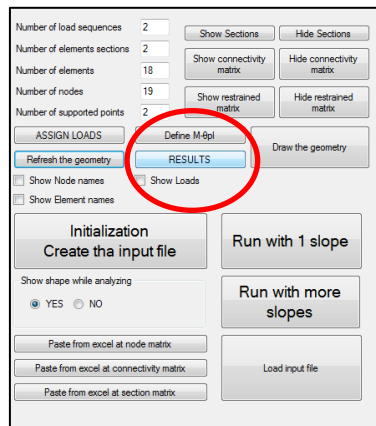 Number of load sequences 2 Show Sections Hide Sections
Number of elements sections 2
Number of elements 18 Show connectivity matrix Hide connectivity matrix
Number of nodes 19
Number of supported points 2 Show restrained matrix Hide restrained matrix
ASSIGN LOADS Define M-θpl Draw the geometry
Refresh the geometry RESULTS
Show Node names Show Loads
Show Element names
Initialization
Create tha input file
Run with 1 slope
Show shape while analyzing
YES NO
Run with more
slopes
Paste from excel at node matrix
Paste from excel at connectivity matrix
Paste from excel at section matrix
Load input file